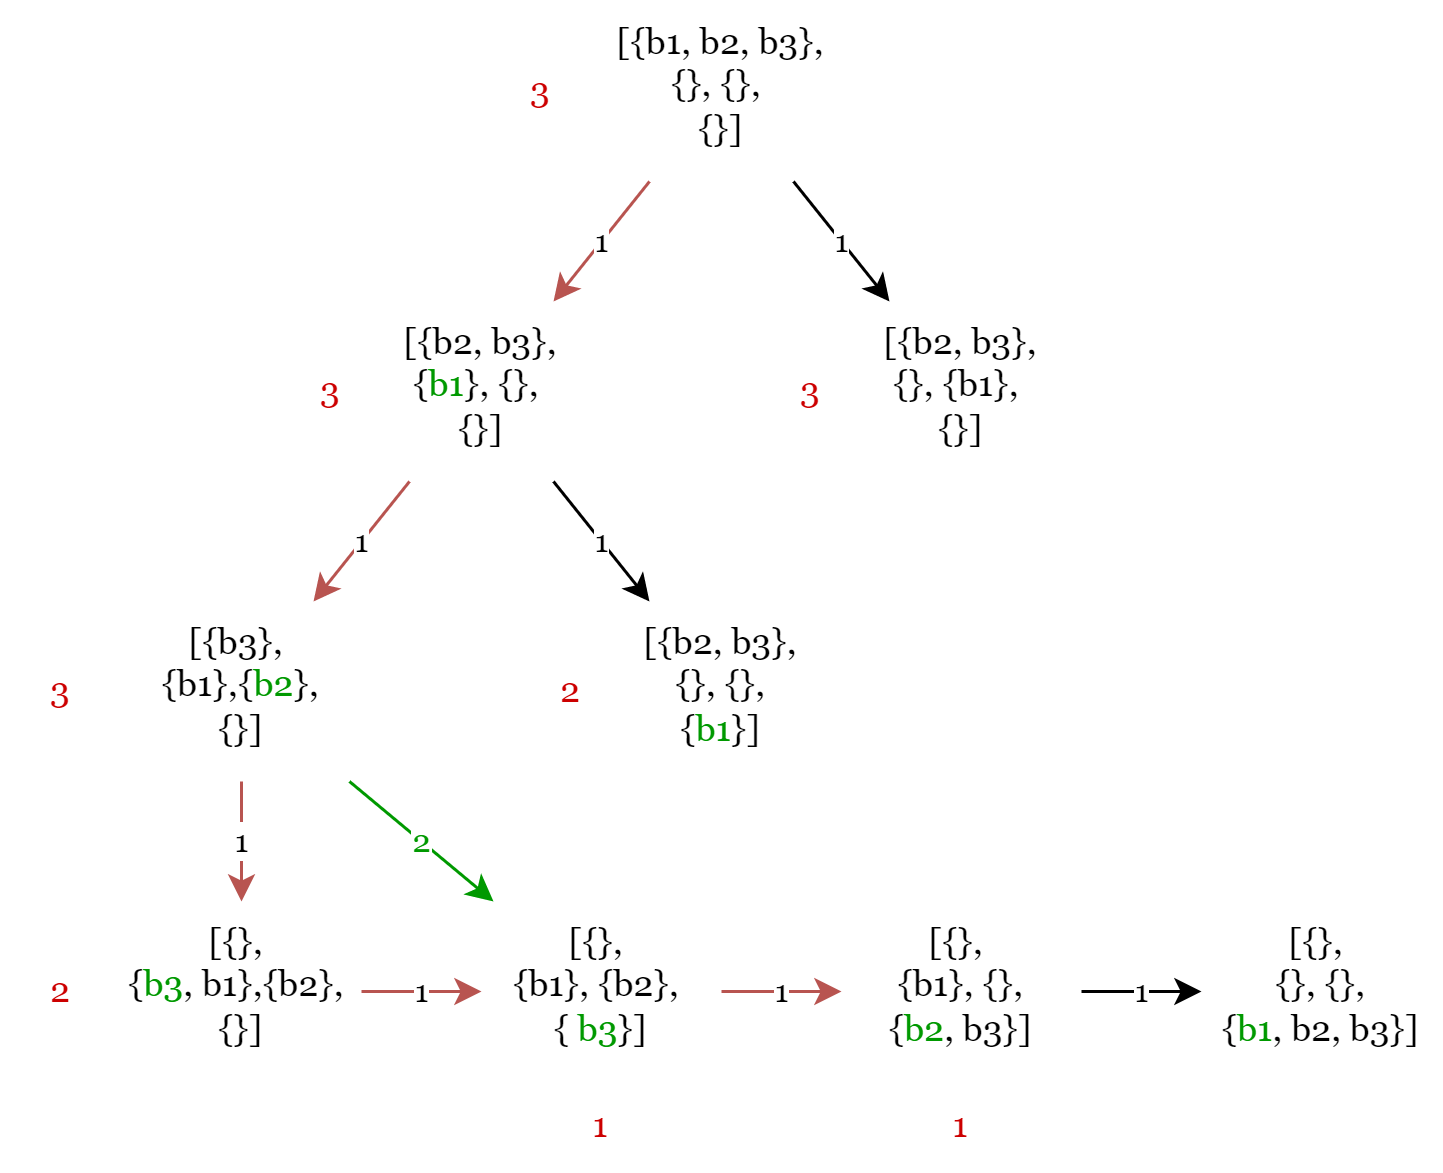 [{b1, b2, b3},
{}, {},
{}]
3
1
1
[{b2, b3},
{b1}, {},
{}]
3
[{b2, b3},
{}, {b1},
{}]
3
1
1
[{b3},
{b1},{b2},
{}]
3
[{b2, b3},
{}, {},
{b1}]
2
1
2
[{},
{b3, b1},{b2},
{}]
2
1
[{},
{b1}, {b2},
{ b3}]
1
[{},
{b1}, {},
{b2, b3}]
1
[{},
{}, {},
{b1, b2, b3}]
1
1